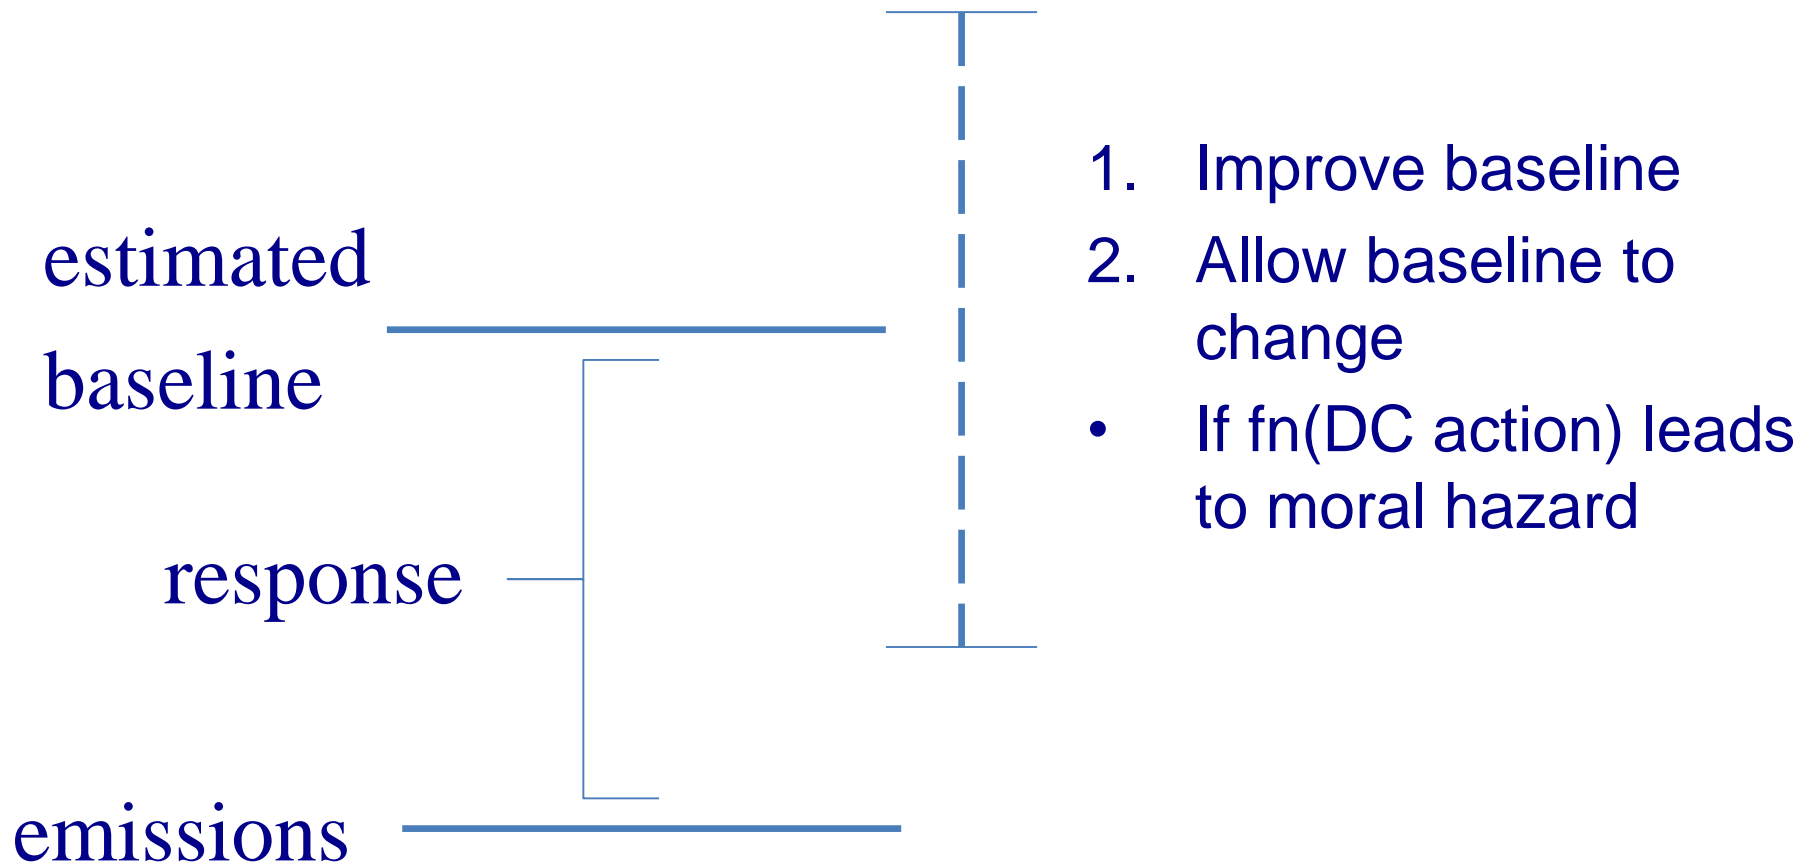 estimated
baseline
response
emissions
1. Improve baseline
2. Allow baseline to
change
• If fn(DC action) leads
to moral hazard